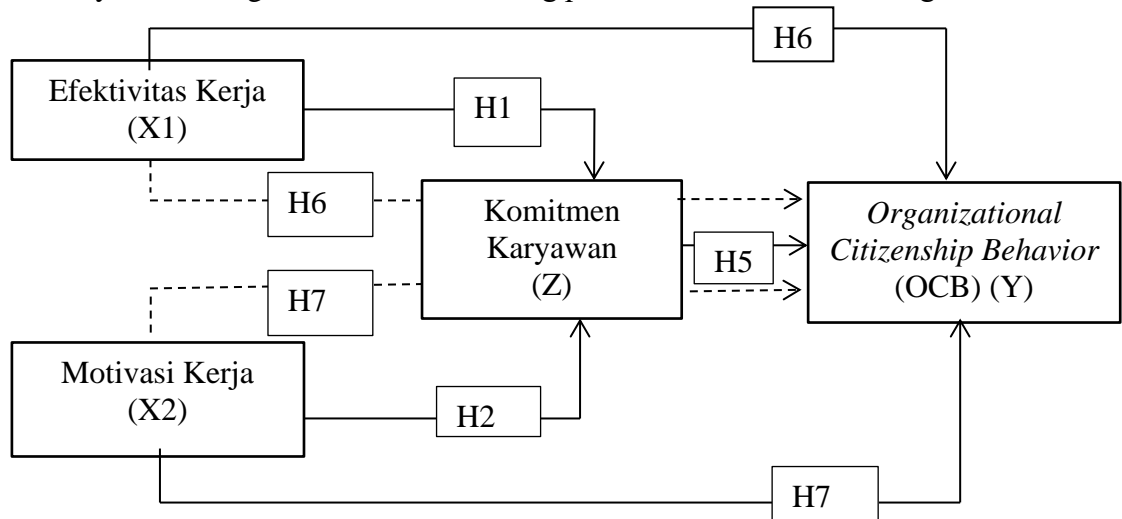 H6
Efektivitas Kerja
(X1)
H1
H6
Komitmen
Karyawan
(Z)
Organizational
Citizenship Behavior
(OCB) (Y)
H5
H7
Motivasi Kerja
(X2)
H2
H7